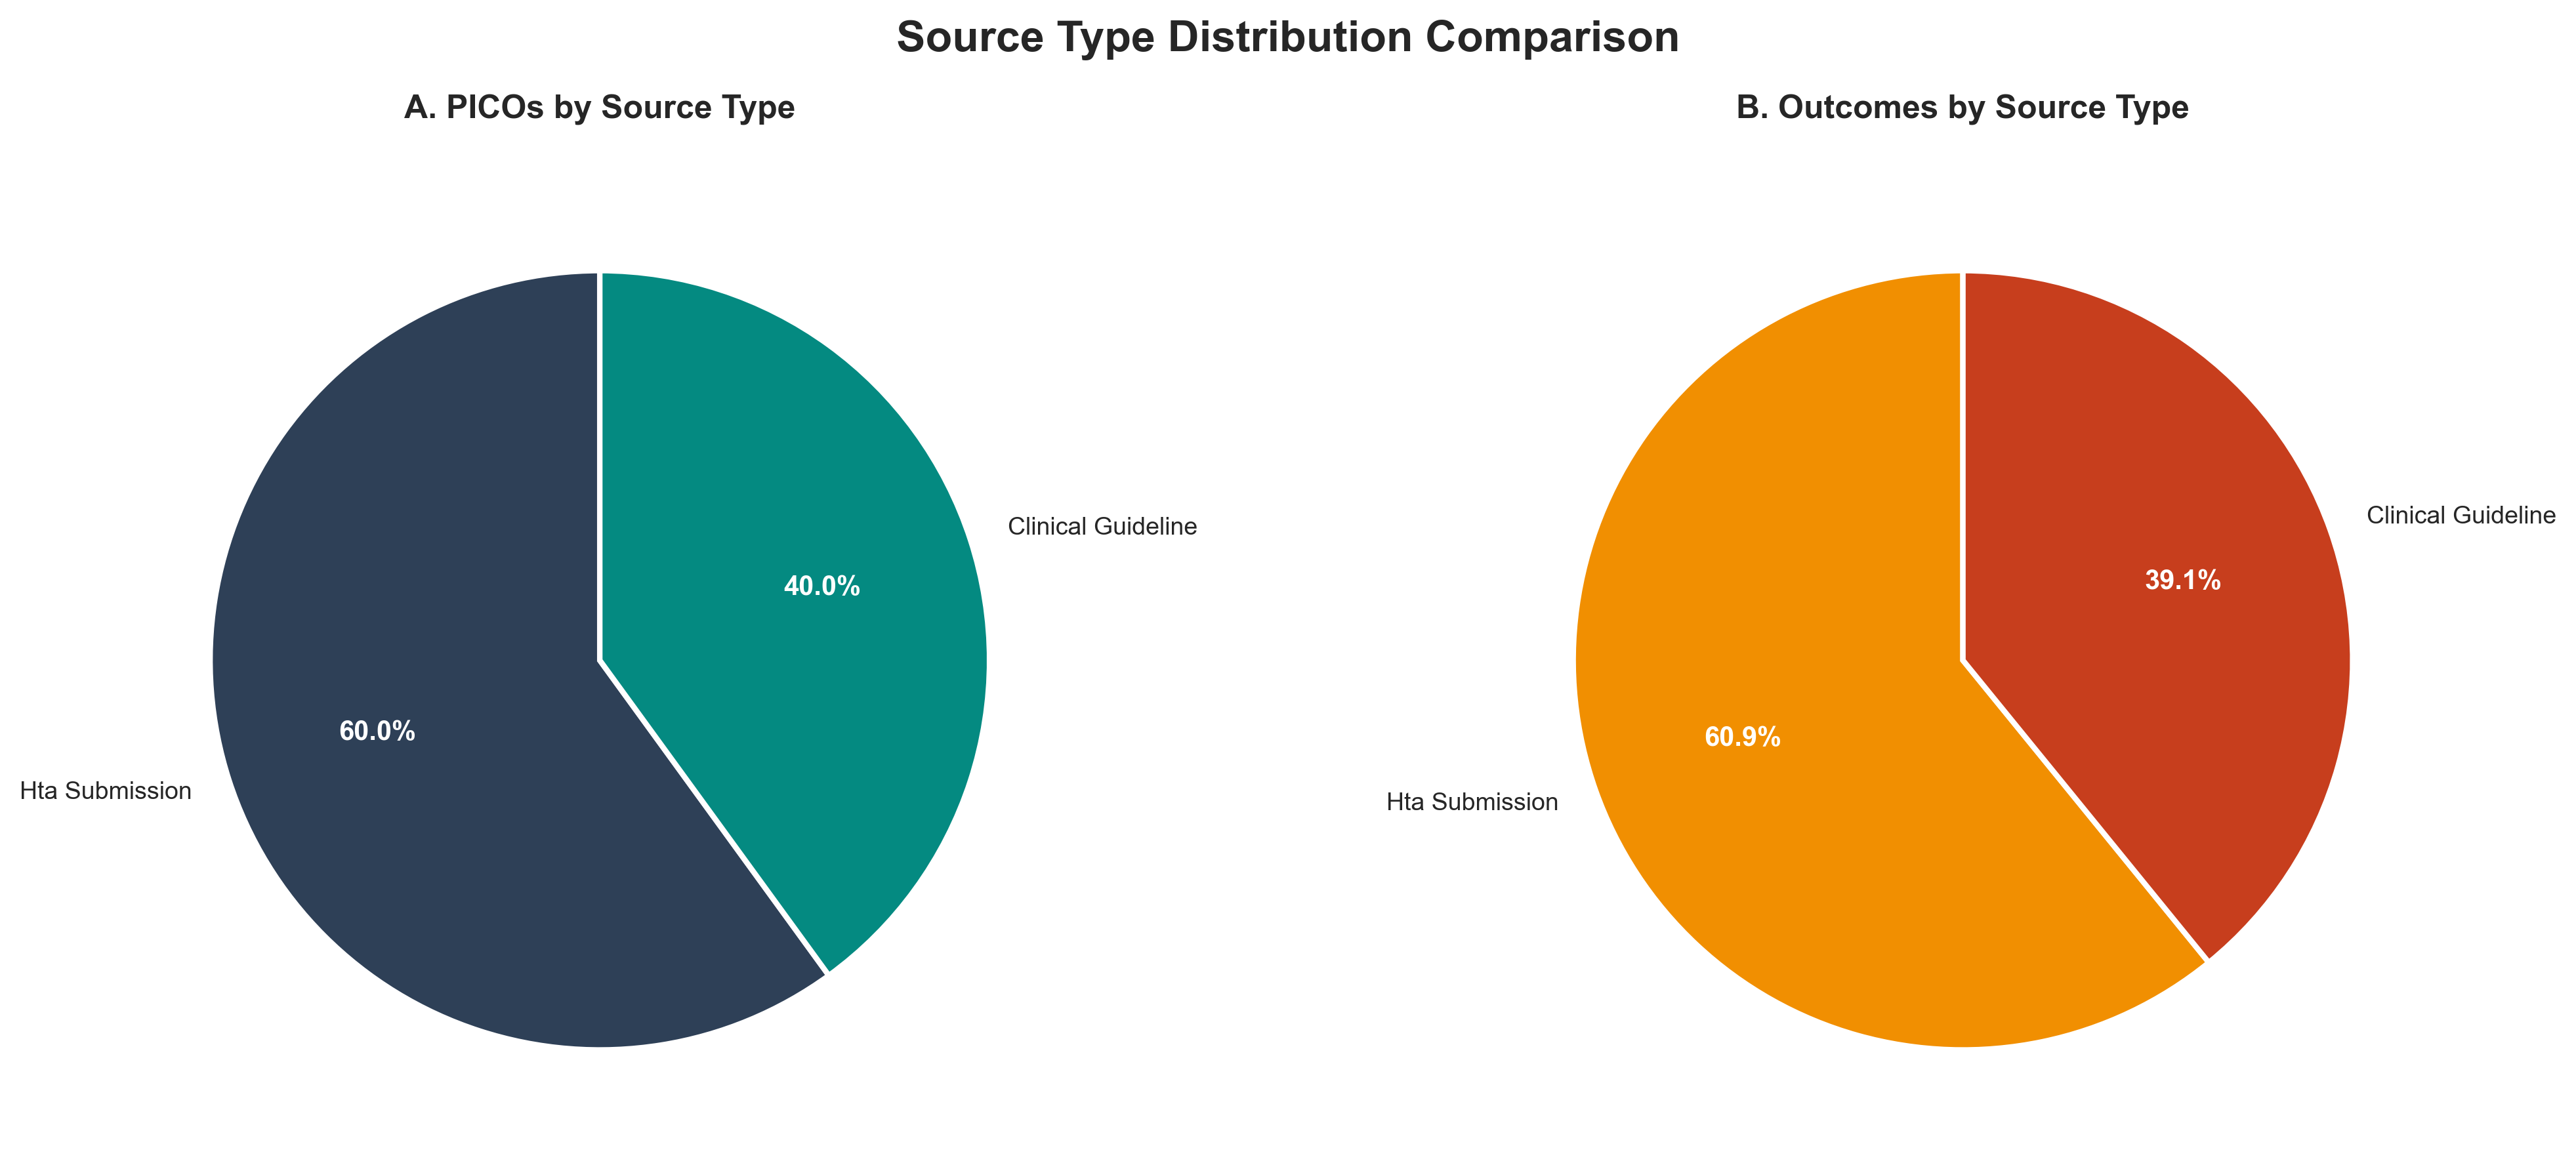 Source Type Distribution Comparison
A. PICOs by Source Type
Clinical Guideline
40.0%
60.0%
Hta Submission
B. Outcomes by Source Type
Clinical Guideline
39.1%
60.9%
Hta Submission